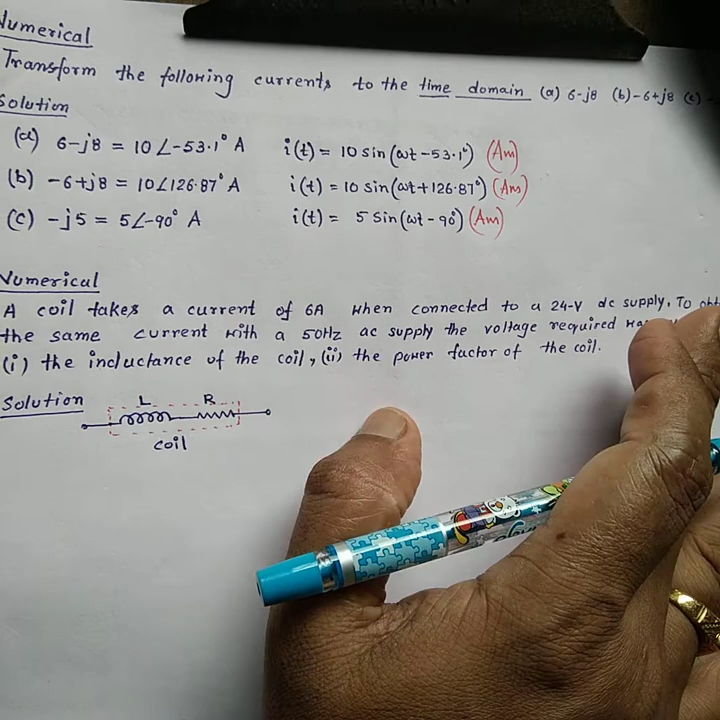 Numerical
Transform the following currents to the time domain (a) 6-j8 (b) -6+j8 (c)
Solution
(a) 6-j8 = 10∠-53.1° A i(t) = 10 sin(ωt-53.1°) (Ans)
(b) -6+j8 = 10∠126.87° A i(t) = 10 sin(ωt+126.87°) (Ans)
(c) -j5 = 5∠-90° A i(t) = 5 sin(ωt-90°) (Ans)
Numerical
A coil takes a current of 6A when connected to a 24-V dc supply. To
the same current with a 50Hz ac supply the voltage required
(i) the inductance of the coil, (ii) the power factor of the coil.
Solution
L R
coil